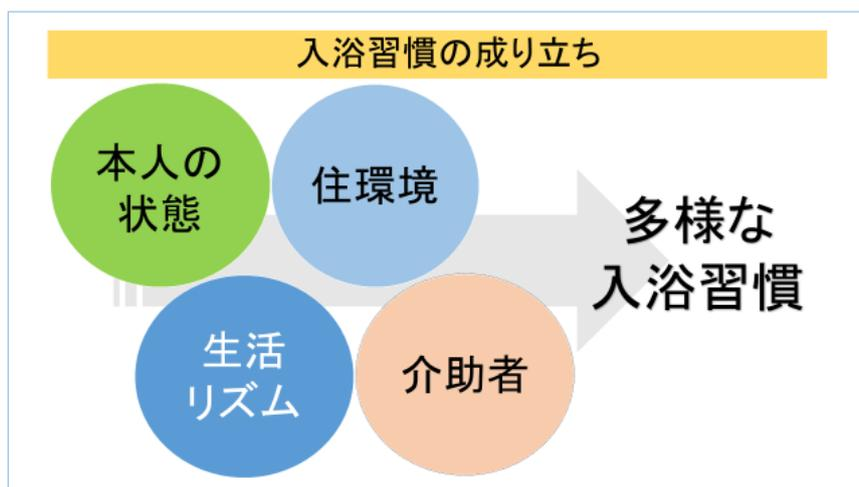 入浴習慣の成り立ち
本人の
状態
住環境
生活
リズム
介助者
多様な
入浴習慣